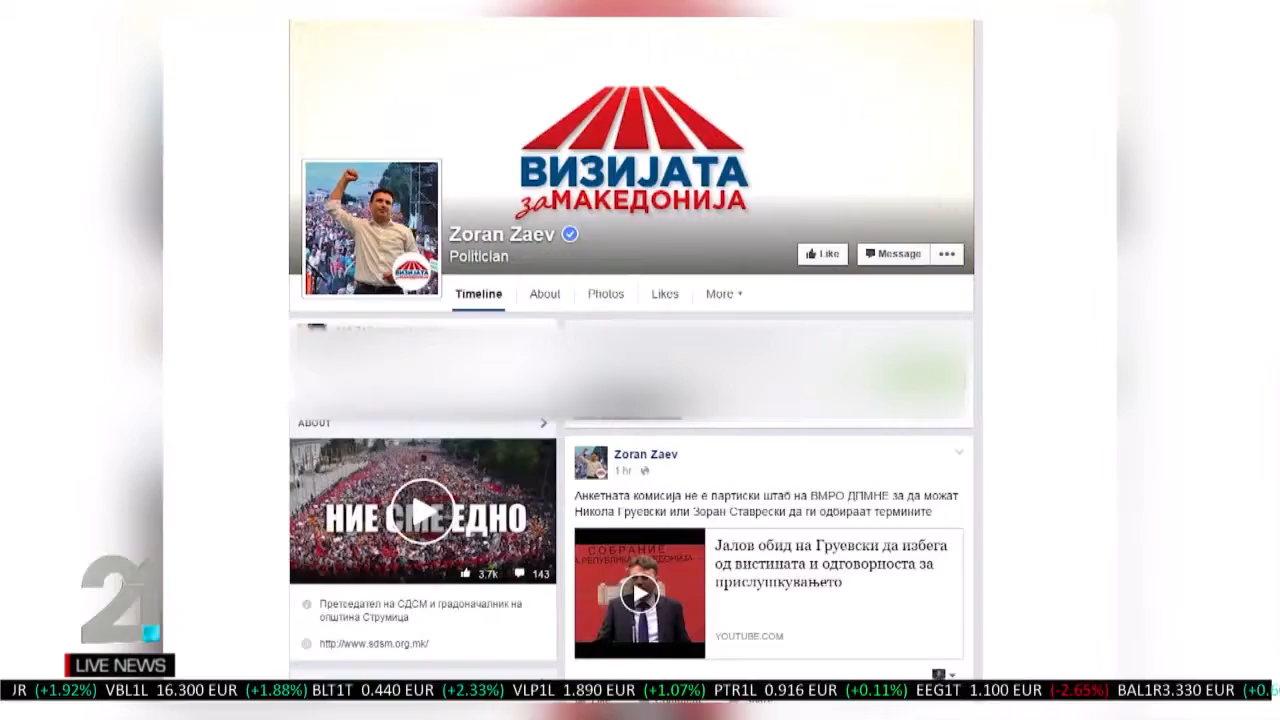 ВИЗИЈАТА
за МАКЕДОНИЈА
ВИЗИЈАТА
Zoran Zaev
Politician
Like
Message
Timeline
About
Photos
Likes
More
ABOUT
НИЕ СМЕ ЕДНО
3.7k
143
Претседател на СДСМ и градоначалник на
општина Струмица
http://www.sdsm.org.mk/
Zoran Zaev
1 hr
Анкетната комисија не е партиски штаб на ВМРО ДПМНЕ за да можат
Никола Груевски или Зоран Ставрески да ги одбираат термините
СОБРАНИЕ
Јалов обид на Груевски да избега
од вистината и одговорноста за
прислушкувањето
YOUTUBE.COM
21
LIVE NEWS
JR (+1.92%) VBL1L 16.300 EUR (+1.88%) BLT1T 0.440 EUR (+2.33%) VLP1L 1.890 EUR (+1.07%) PTR1L 0.916 EUR (+0.11%) EEG1T 1.100 EUR (-2.65%) BAL1R3.330 EUR